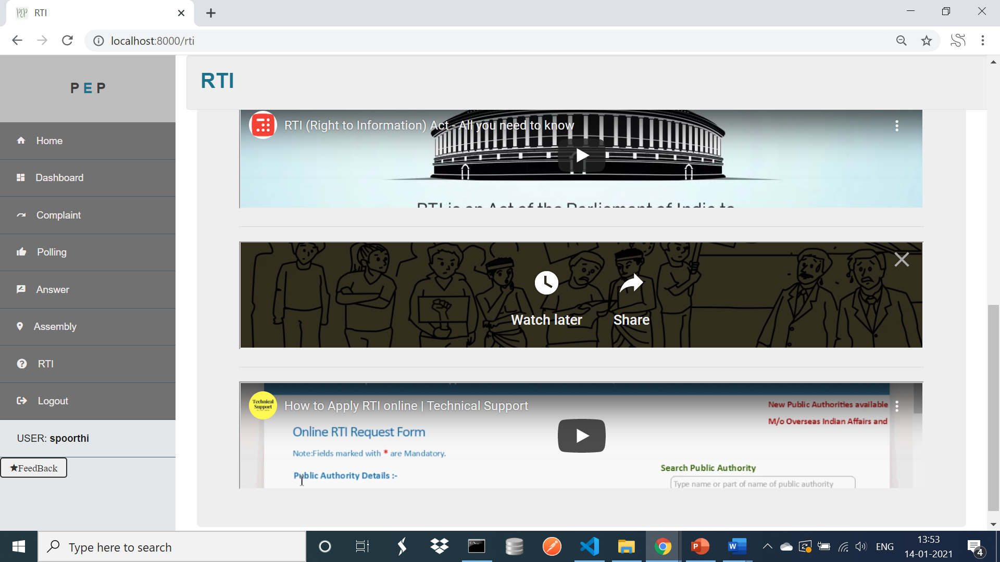 RTI
localhost:8000/rti
P E P
Home
Dashboard
Complaint
Polling
Answer
Assembly
RTI
Logout
USER: spoorthi
★FeedBack
RTI
RTI (Right to Information) Act - All you need to know
RTI is an Act of the Parliament of India to
Watch later
Share
Technical
Support
How to Apply RTI online | Technical Support
New Public Authorities available
M/o Overseas Indian Affairs and
Online RTI Request Form
Note:Fields marked with * are Mandatory.
Public Authority Details :-
Search Public Authority
Type name or part of name of public authority
Type here to search
ENG
13:53
14-01-2021
4